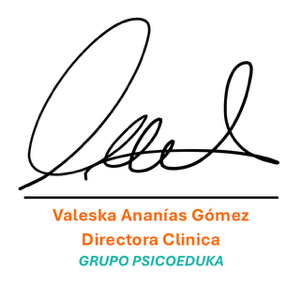 Valeska Ananías Gómez
Directora Clinica
GRUPO PSICOEDUKA